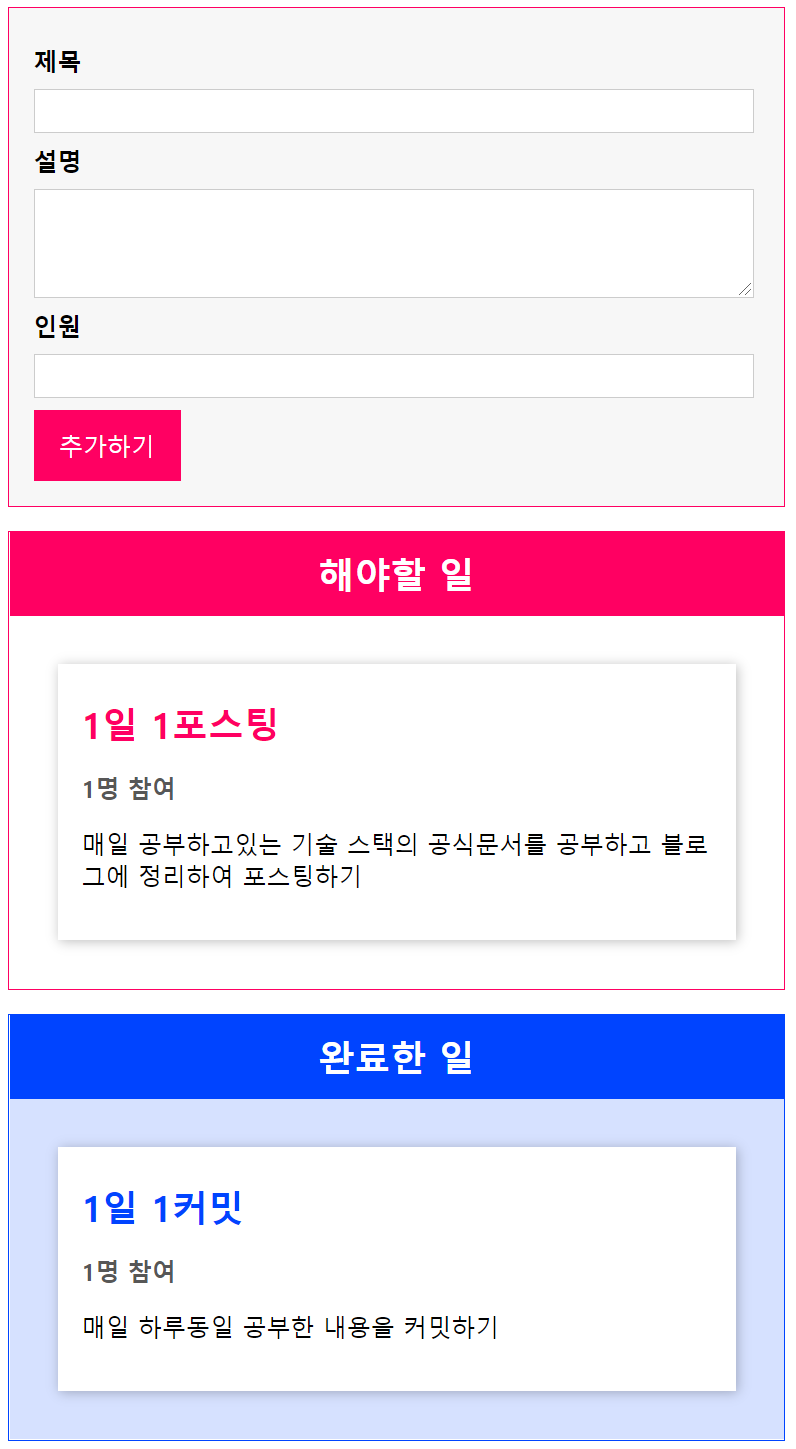 제목
설명
인원
추가하기
해야할 일
1일 1포스팅
1명 참여
매일 공부하고있는 기술 스택의 공식문서를 공부하고 블로
그에 정리하여 포스팅하기
완료한 일
1일 1커밋
1명 참여
매일 하루동일 공부한 내용을 커밋하기